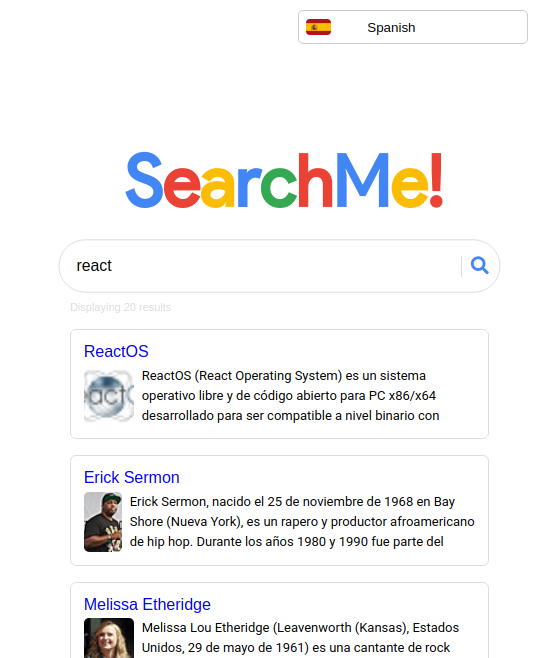 Spanish
SearchMe!
react
Displaying 20 results
ReactOS
ReactOS (React Operating System) es un sistema
operativo libre y de código abierto para PC x86/x64
desarrollado para ser compatible a nivel binario con
Erick Sermon
Erick Sermon, nacido el 25 de noviembre de 1968 en Bay
Shore (Nueva York), es un rapero y productor afroamericano
de hip hop. Durante los años 1980 y 1990 fue parte del
Melissa Etheridge
Melissa Lou Etheridge (Leavenworth (Kansas), Estados
Unidos, 29 de mayo de 1961) es una cantante de rock